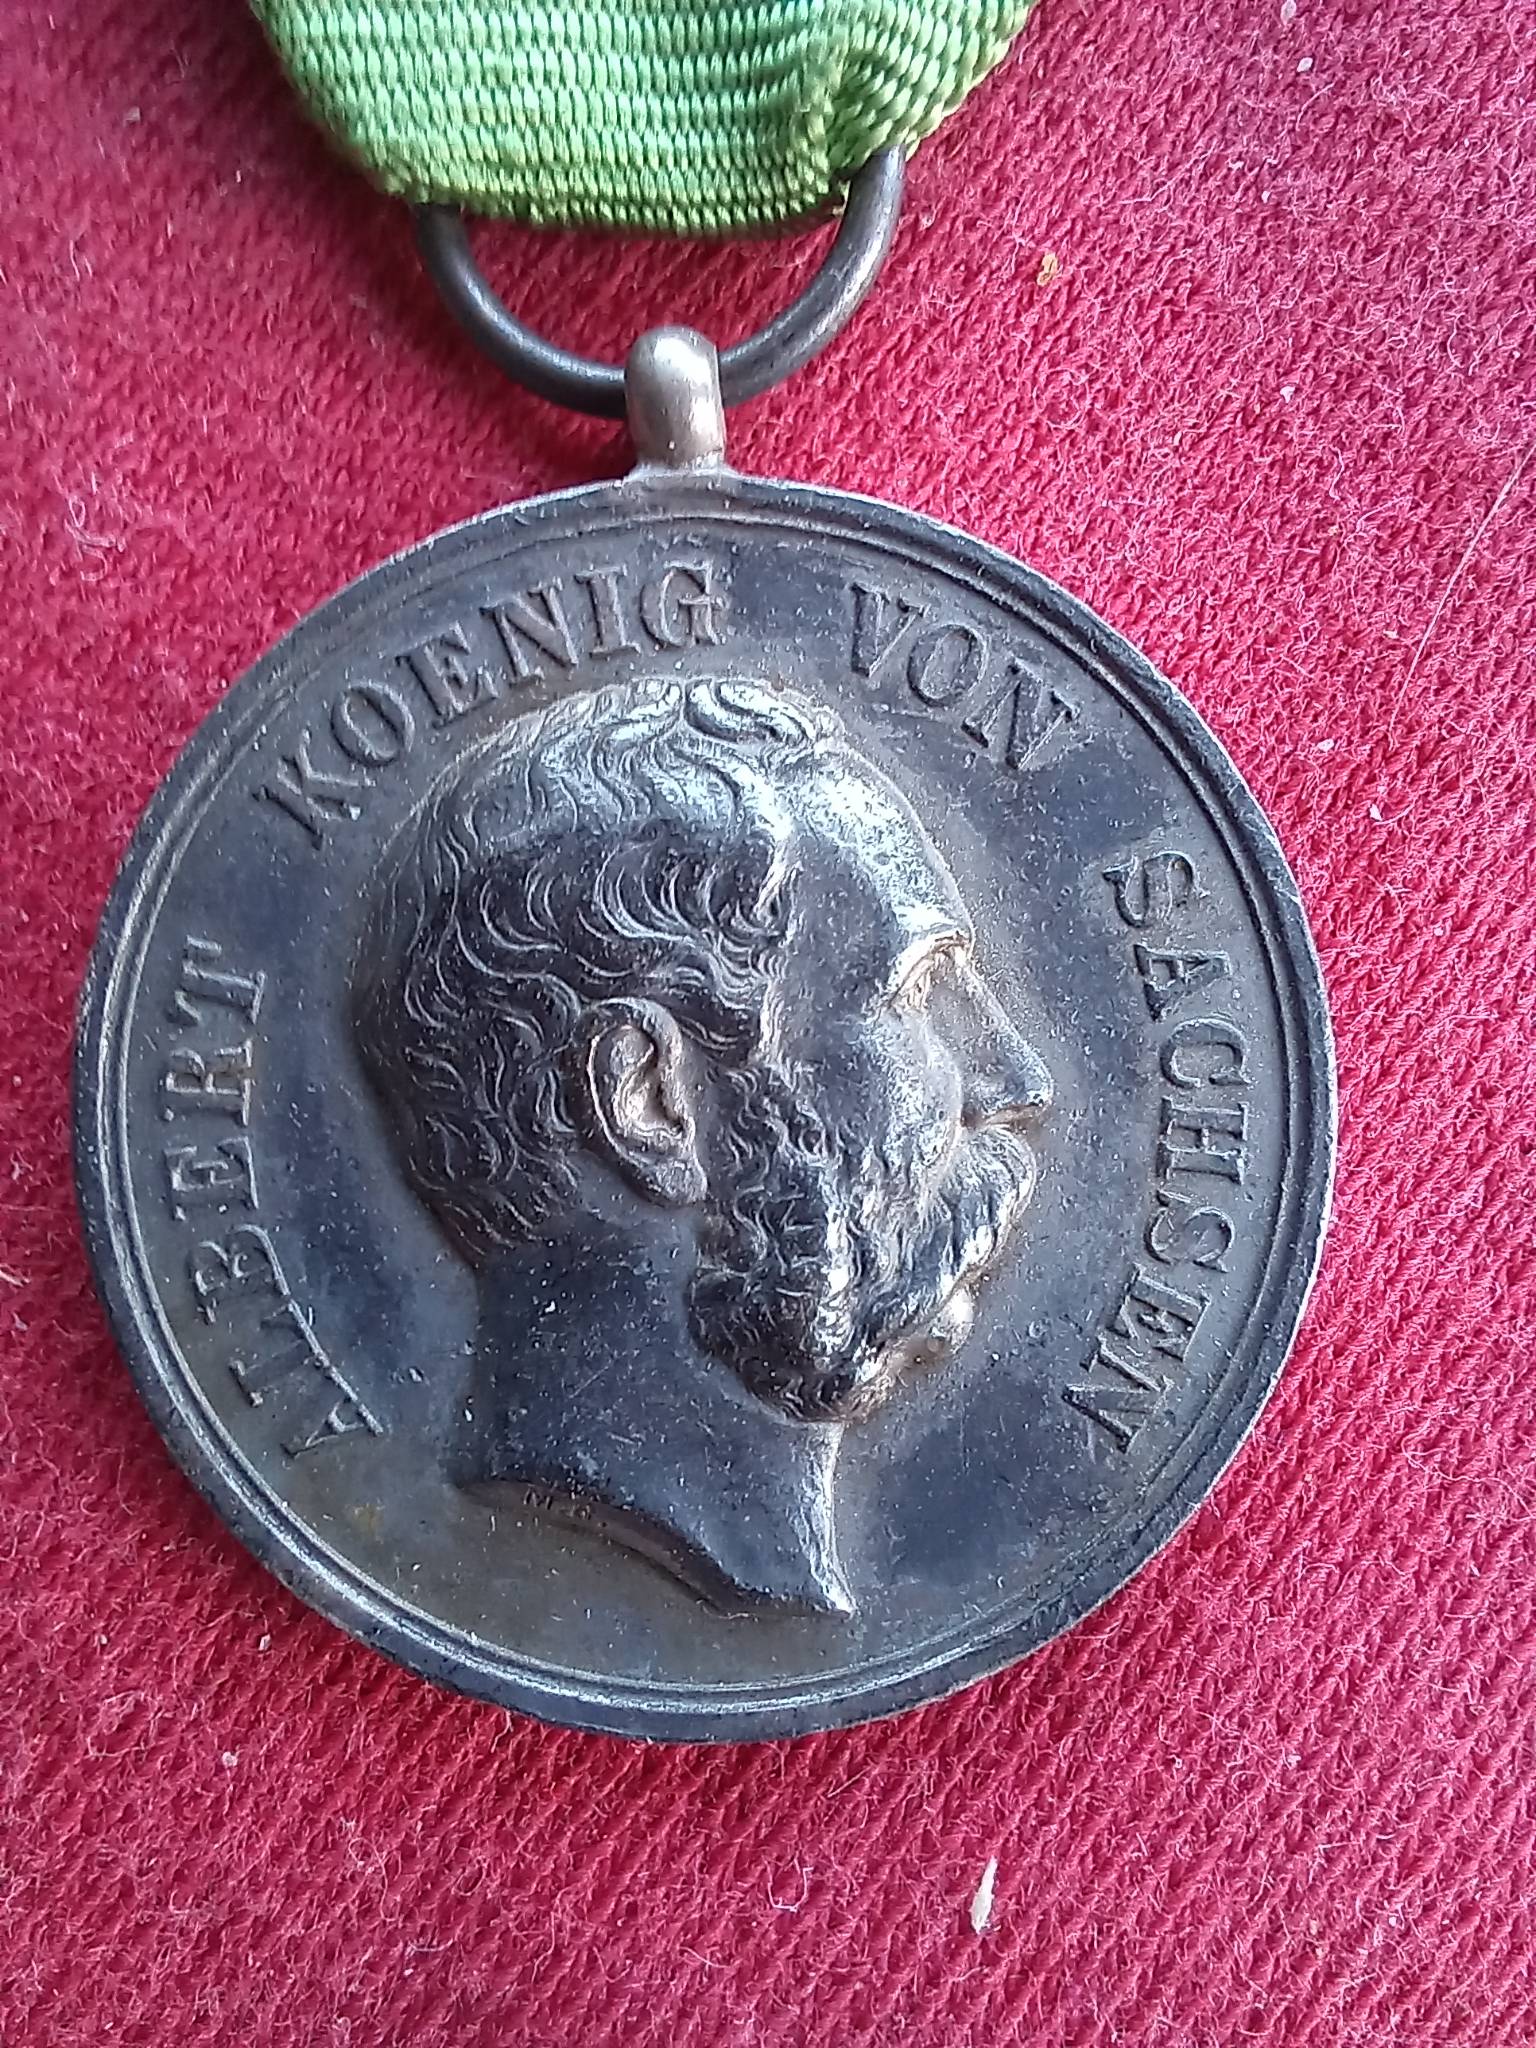 ALBERT KOENIG VON SACHSEN
M.B.